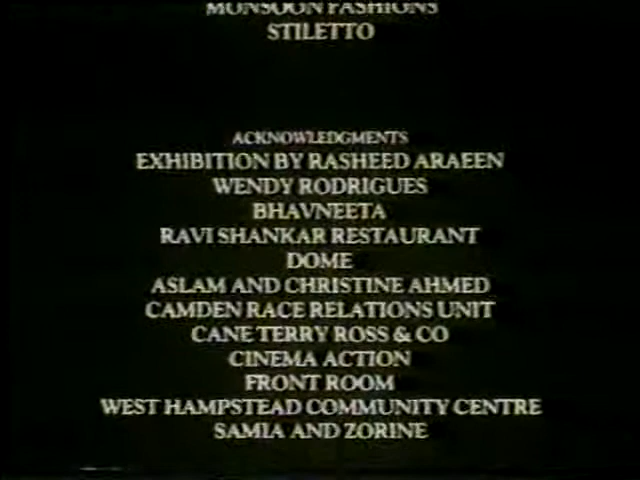 MONSOON FASHIONS
STILETTO
ACKNOWLEDGMENTS
EXHIBITION BY RASHEED ARAEEN
WENDY RODRIGUES
BHAVNEETA
RAVI SHANKAR RESTAURANT
DOME
ASLAM AND CHRISTINE AHMED
CAMDEN RACE RELATIONS UNIT
CANE TERRY ROSS & CO
CINEMA ACTION
FRONT ROOM
WEST HAMPSTEAD COMMUNITY CENTRE
SAMIA AND ZORINE